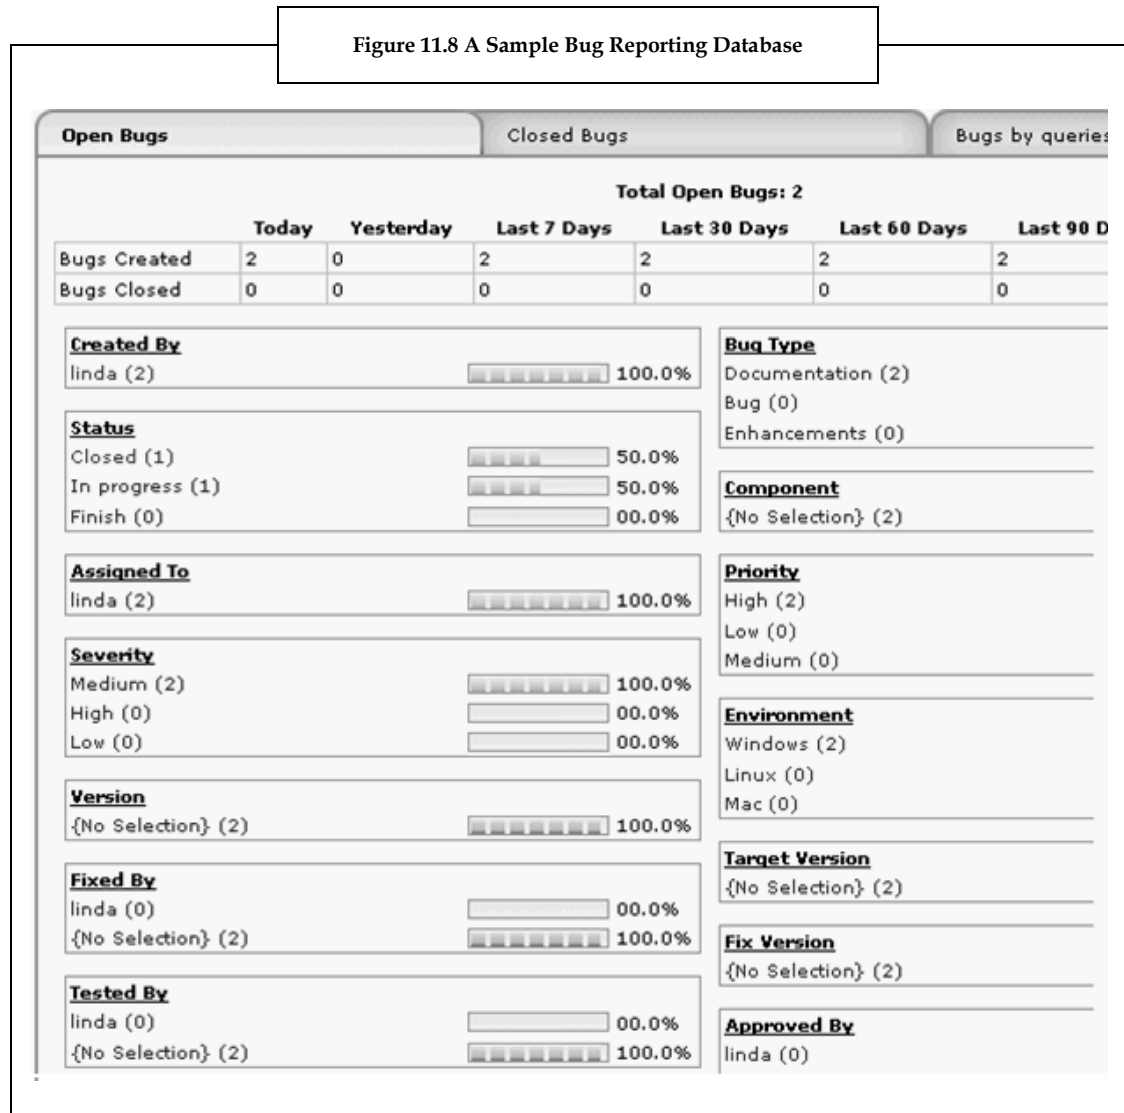 Figure 11.8 A Sample Bug Reporting Database
Open Bugs Closed Bugs Bugs by queries
Total Open Bugs: 2
Today Yesterday Last 7 Days Last 30 Days Last 60 Days Last 90 D
Bugs Created 2 0 2 2 2 2
Bugs Closed 0 0 0 0 0 0
Created By
linda (2) 100.0%
Status
Closed (1) 50.0%
In progress (1) 50.0%
Finish (0) 00.0%
Assigned To
linda (2) 100.0%
Severity
Medium (2) 100.0%
High (0) 00.0%
Low (0) 00.0%
Version
{No Selection} (2) 100.0%
Fixed By
linda (0) 00.0%
{No Selection} (2) 100.0%
Tested By
linda (0) 00.0%
{No Selection} (2) 100.0%
Bug Type
Documentation (2)
Bug (0)
Enhancements (0)
Component
{No Selection} (2)
Priority
High (2)
Low (0)
Medium (0)
Environment
Windows (2)
Linux (0)
Mac (0)
Target Version
{No Selection} (2)
Fix Version
{No Selection} (2)
Approved By
linda (0)